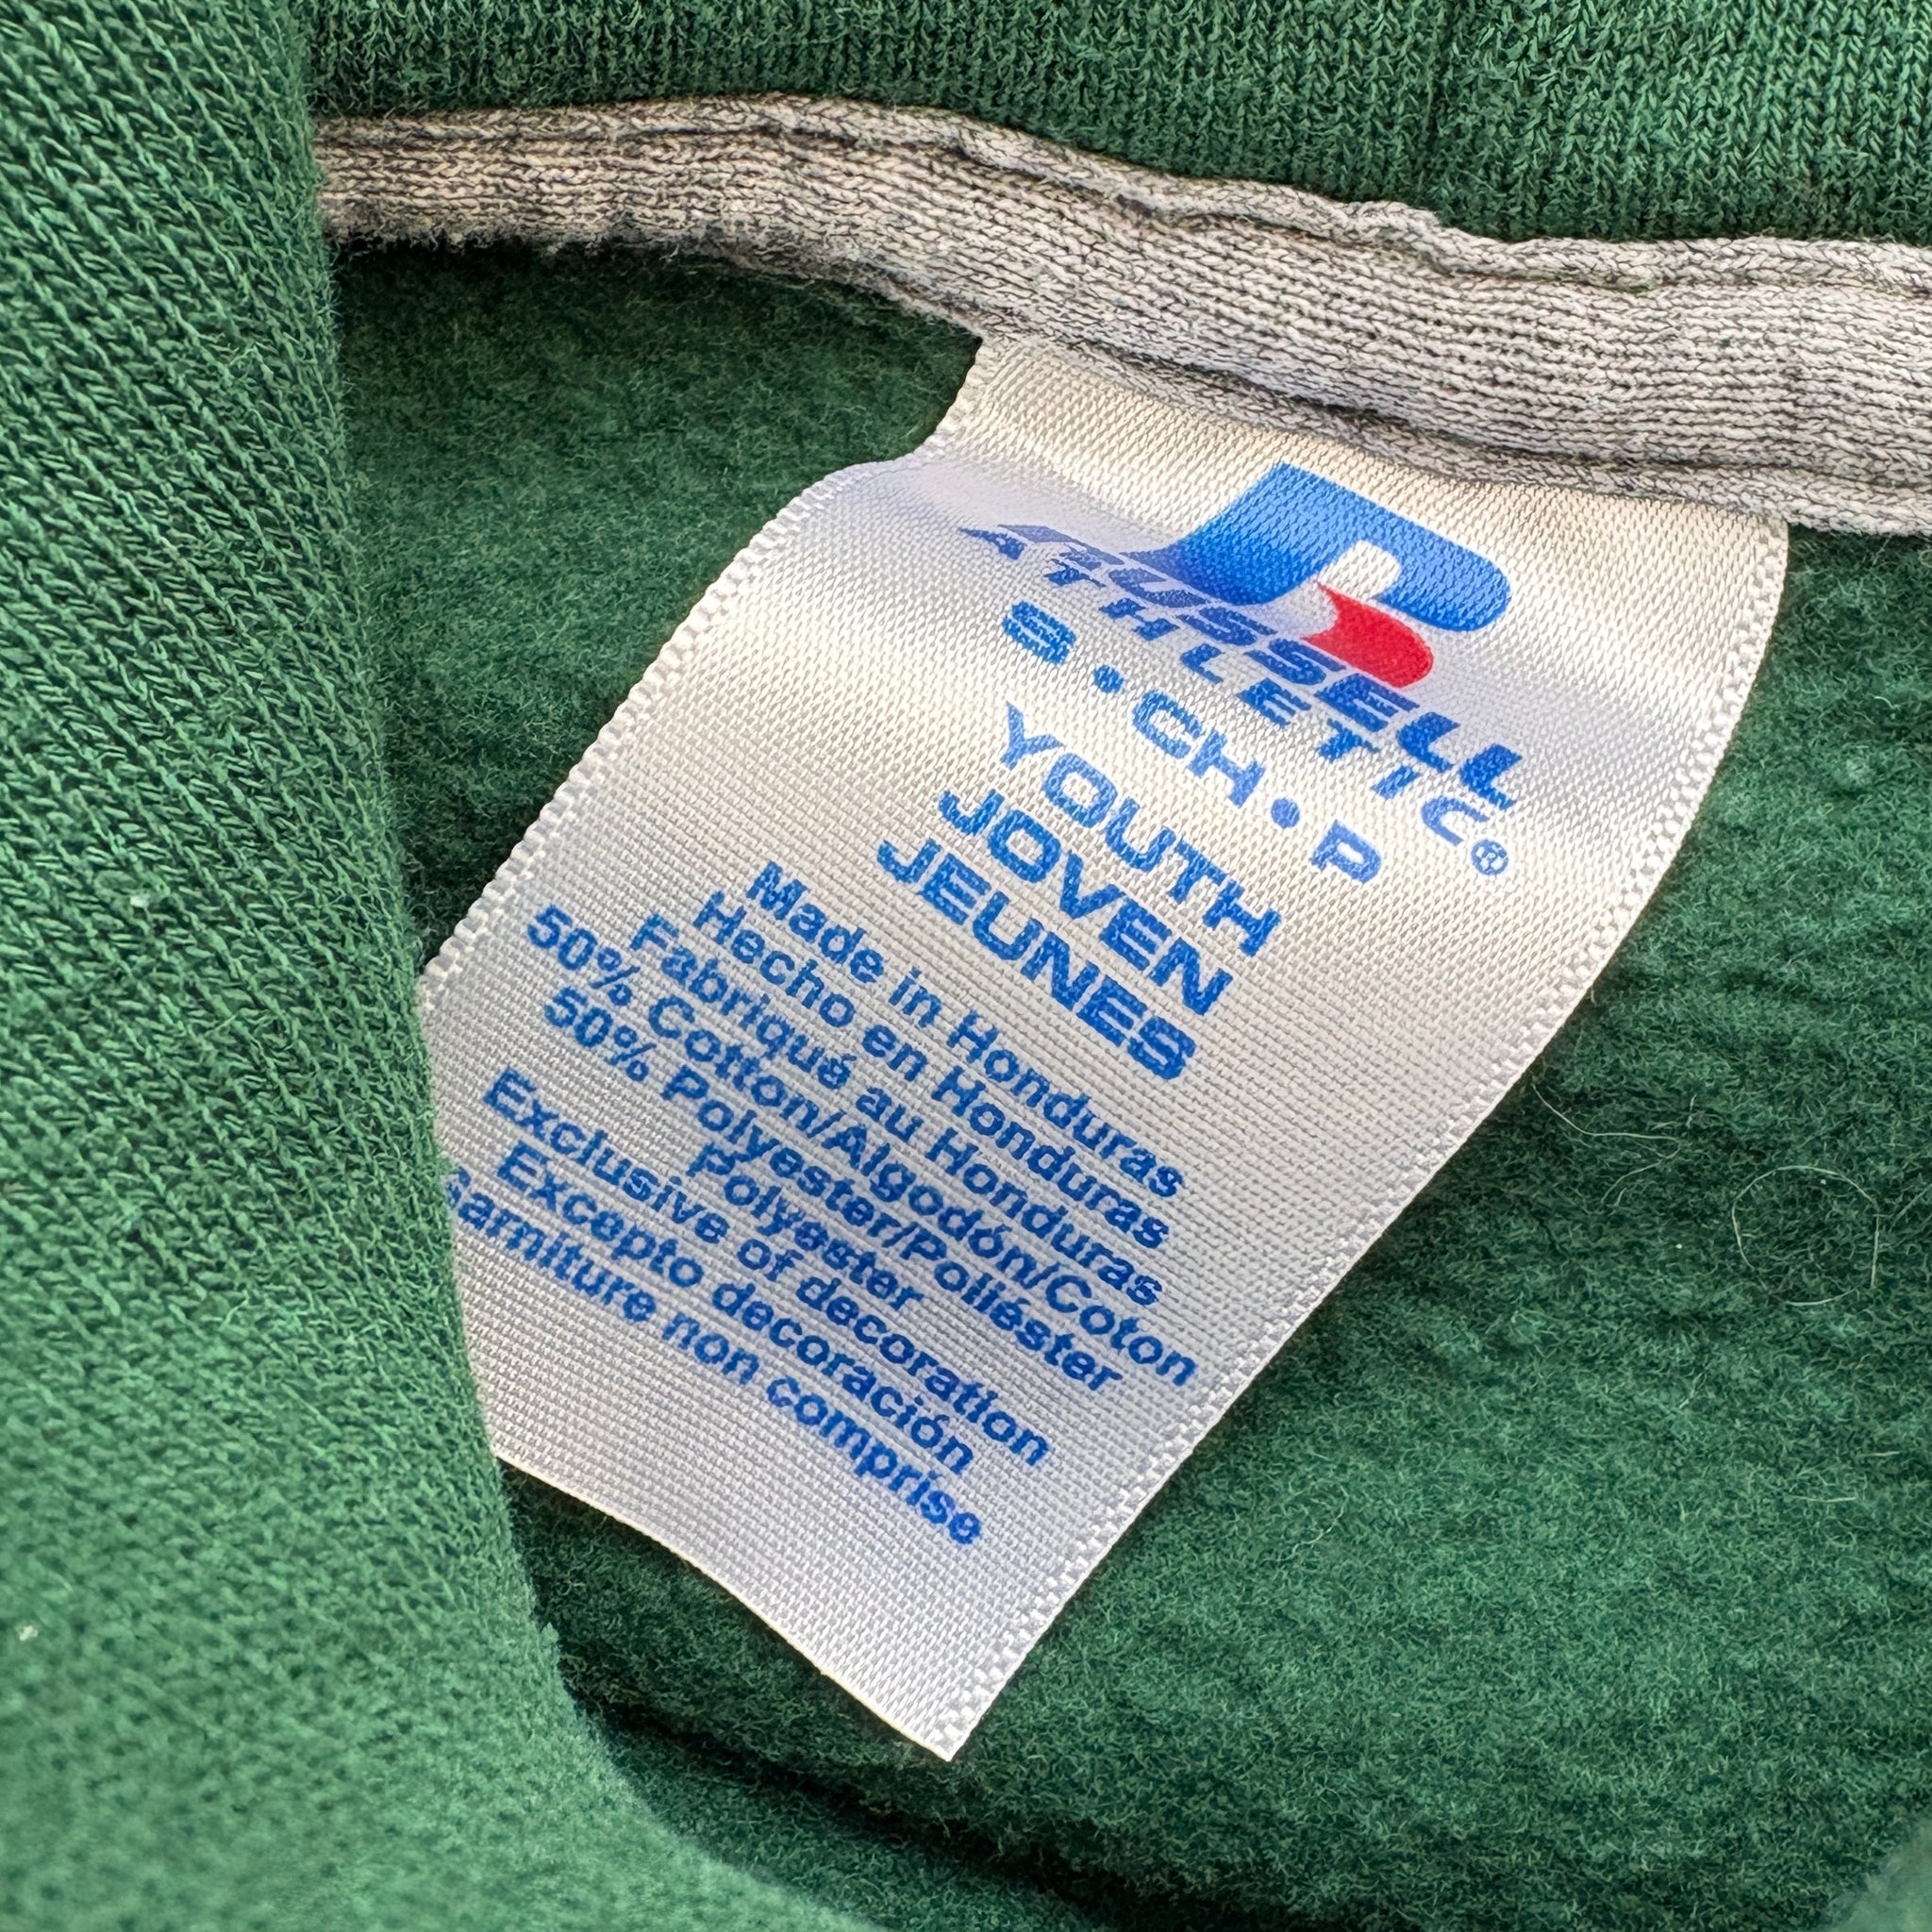 RUSSELL
ATHLETIC®
S•CH•P
YOUTH
JOVEN
JEUNES
Made in Honduras
Hecho en Honduras
Fabriqué au Honduras
50% Cotton/Algodón/Coton
50% Polyester/Poliéster
Polyester
Exclusive of decoration
Excepto decoración
Garniture non comprise